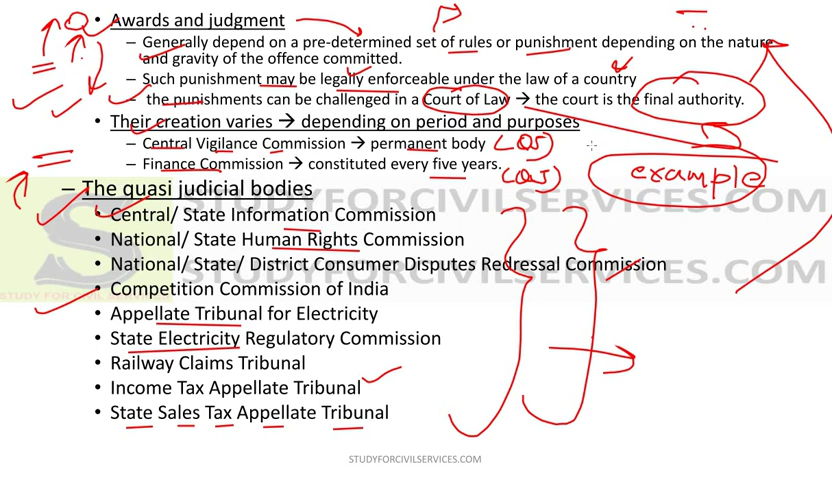 • Awards and judgment
– Generally depend on a pre-determined set of rules or punishment depending on the nature
and gravity of the offence committed.
– Such punishment may be legally enforceable under the law of a country
– the punishments can be challenged in a Court of Law → the court is the final authority.
• Their creation varies → depending on period and purposes
– Central Vigilance Commission → permanent body (QJ)
– Finance Commission → constituted every five years. (QJ)
example
– The quasi judicial bodies
• Central/ State Information Commission
• National/ State Human Rights Commission
• National/ State/ District Consumer Disputes Redressal Commission
• Competition Commission of India
• Appellate Tribunal for Electricity
• State Electricity Regulatory Commission
• Railway Claims Tribunal
• Income Tax Appellate Tribunal
• State Sales Tax Appellate Tribunal
STUDYFORCIVILSERVICES.COM
STUDYFORCIVILSERVICES.COM
STUDY FOR CIVIL SERVICES
STUDYFORCIVILSERVICES.COM